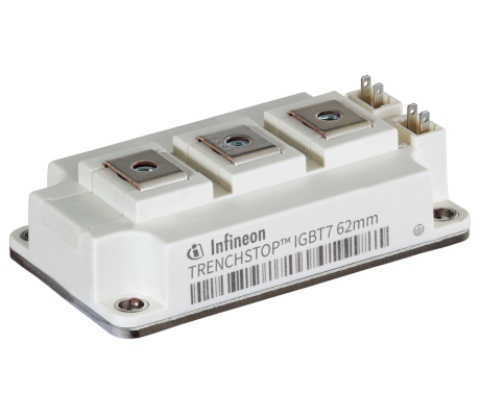 Infineon
TRENCHSTOP™ IGBT7 62mm